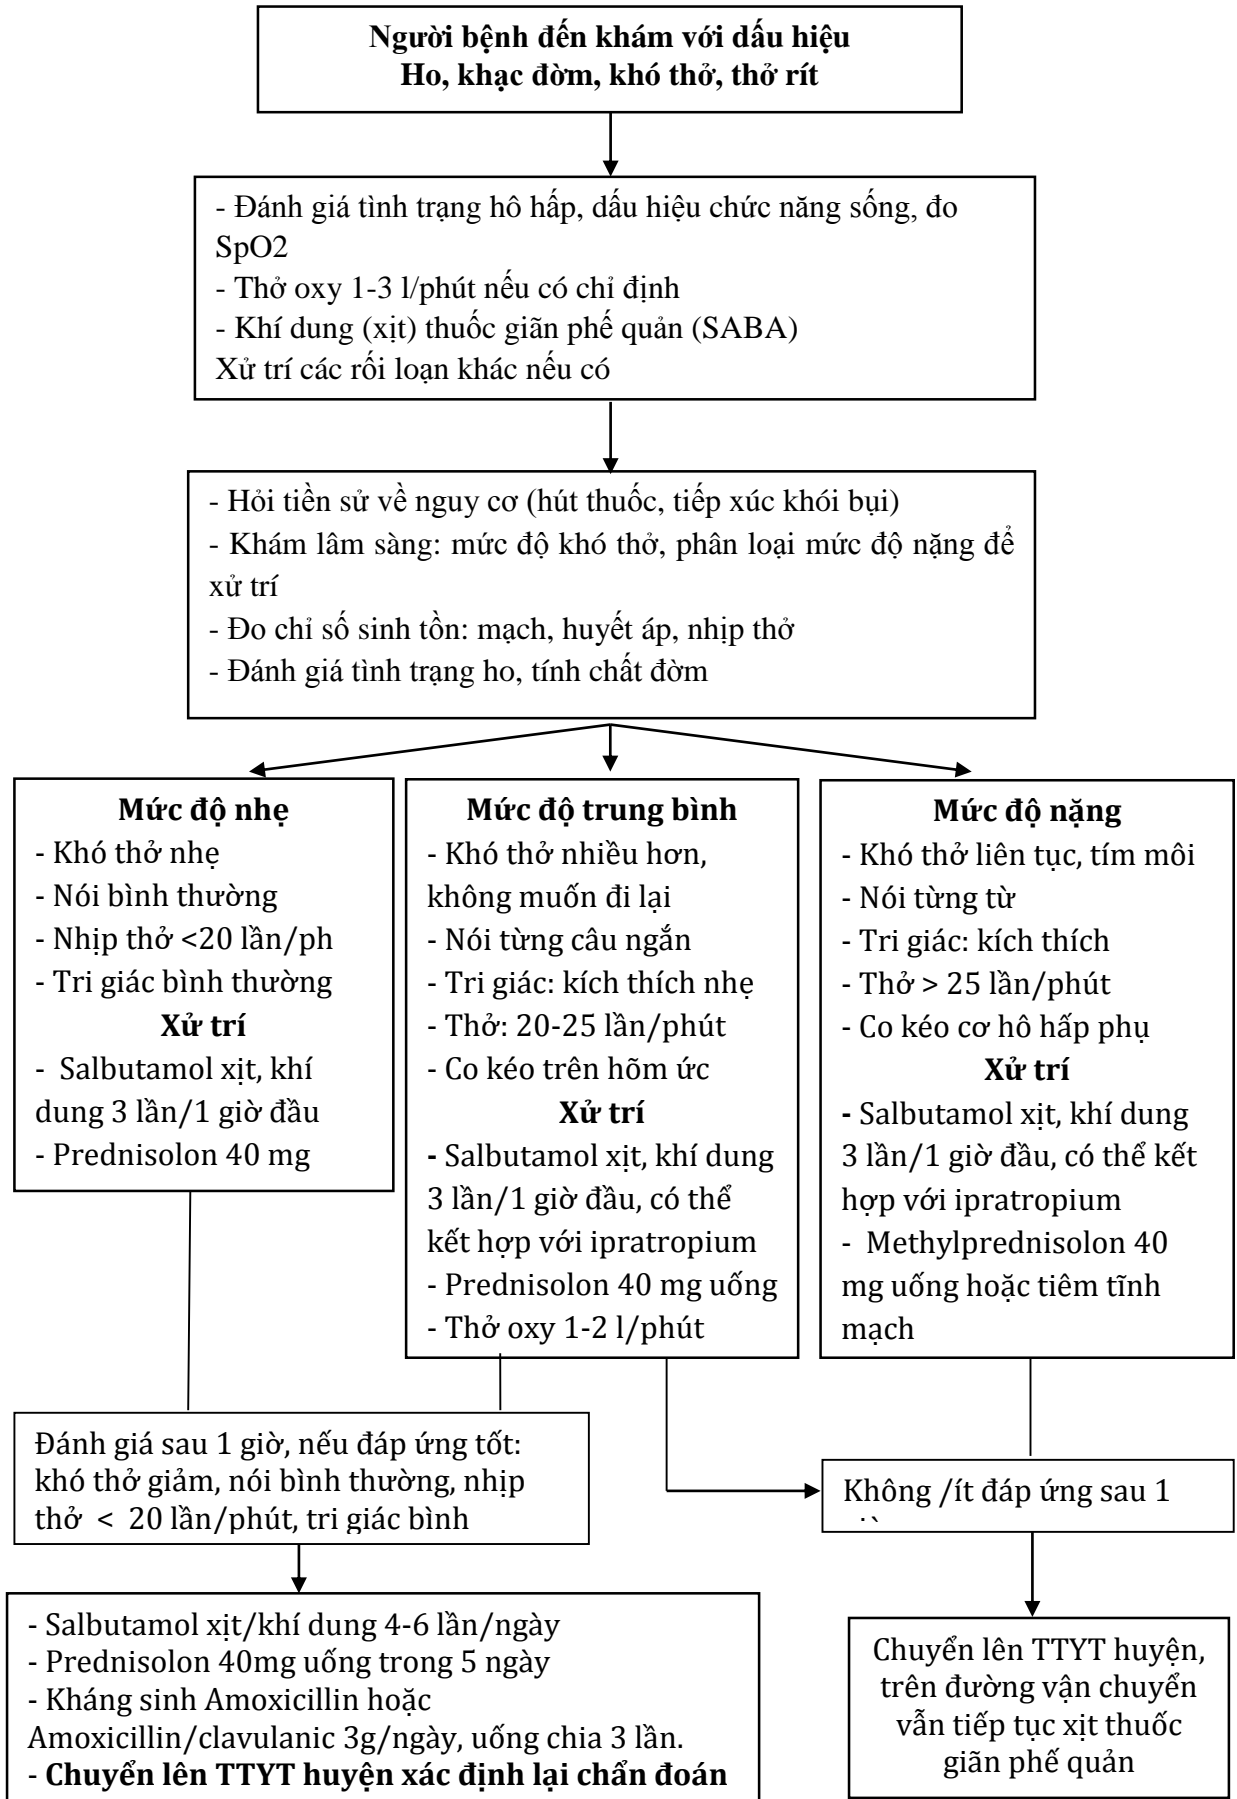 Người bệnh đến khám với dấu hiệu
Ho, khạc đờm, khó thở, thở rít
- Đánh giá tình trạng hô hấp, dấu hiệu chức năng sống, đo
SpO2
- Thở oxy 1-3 l/phút nếu có chỉ định
- Khí dung (xịt) thuốc giãn phế quản (SABA)
Xử trí các rối loạn khác nếu có
- Hỏi tiền sử về nguy cơ (hút thuốc, tiếp xúc khói bụi)
- Khám lâm sàng: mức độ khó thở, phân loại mức độ nặng để
xử trí
- Đo chỉ số sinh tồn: mạch, huyết áp, nhịp thở
- Đánh giá tình trạng ho, tính chất đờm
Mức độ nhẹ
- Khó thở nhẹ
- Nói bình thường
- Nhịp thở <20 lần/ph
- Tri giác bình thường
Xử trí
- Salbutamol xịt, khí
dung 3 lần/1 giờ đầu
- Prednisolon 40 mg
Mức độ trung bình
- Khó thở nhiều hơn,
không muốn đi lại
- Nói từng câu ngắn
- Tri giác: kích thích nhẹ
- Thở: 20-25 lần/phút
- Co kéo trên hõm ức
Xử trí
- Salbutamol xịt, khí dung
3 lần/1 giờ đầu, có thể
kết hợp với ipratropium
- Prednisolon 40 mg uống
- Thở oxy 1-2 l/phút
Mức độ nặng
- Khó thở liên tục, tím môi
- Nói từng từ
- Tri giác: kích thích
- Thở > 25 lần/phút
- Co kéo cơ hô hấp phụ
Xử trí
- Salbutamol xịt, khí dung
3 lần/1 giờ đầu, có thể kết
hợp với ipratropium
- Methylprednisolon 40
mg uống hoặc tiêm tĩnh
mạch
Đánh giá sau 1 giờ, nếu đáp ứng tốt:
khó thở giảm, nói bình thường, nhịp
thở < 20 lần/phút, tri giác bình
Không /ít đáp ứng sau 1
- Salbutamol xịt/khí dung 4-6 lần/ngày
- Prednisolon 40mg uống trong 5 ngày
- Kháng sinh Amoxicillin hoặc
Amoxicillin/clavulanic 3g/ngày, uống chia 3 lần.
- Chuyển lên TTYT huyện xác định lại chẩn đoán
Chuyển lên TTYT huyện,
trên đường vận chuyển
vẫn tiếp tục xịt thuốc
giãn phế quản